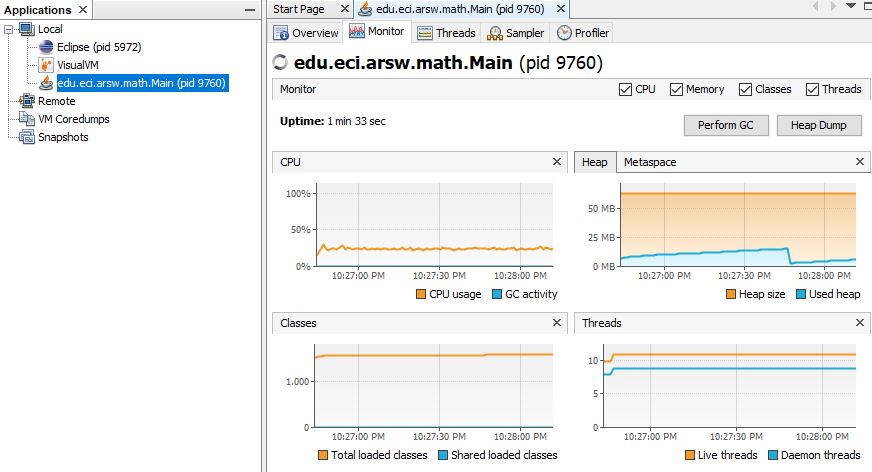 Applications
Local
Eclipse (pid 5972)
VisualVM
edu.eci.arsw.math.Main (pid 9760)
Remote
VM Coredumps
Snapshots
Start Page
edu.eci.arsw.math.Main (pid 9760)
Overview
Monitor
Threads
Sampler
Profiler
edu.eci.arsw.math.Main (pid 9760)
Monitor
CPU
Memory
Classes
Threads
Uptime: 1 min 33 sec
Perform GC
Heap Dump
CPU
100%
50%
0%
10:27:00 PM 10:27:30 PM 10:28:00 PM
CPU usage GC activity
Heap Metaspace
50 MB
25 MB
0 MB
10:27:00 PM 10:27:30 PM 10:28:00 PM
Heap size Used heap
Classes
1.000
0
10:27:00 PM 10:27:30 PM 10:28:00 PM
Total loaded classes Shared loaded classes
Threads
10
5
0
10:27:00 PM 10:27:30 PM 10:28:00 PM
Live threads Daemon threads